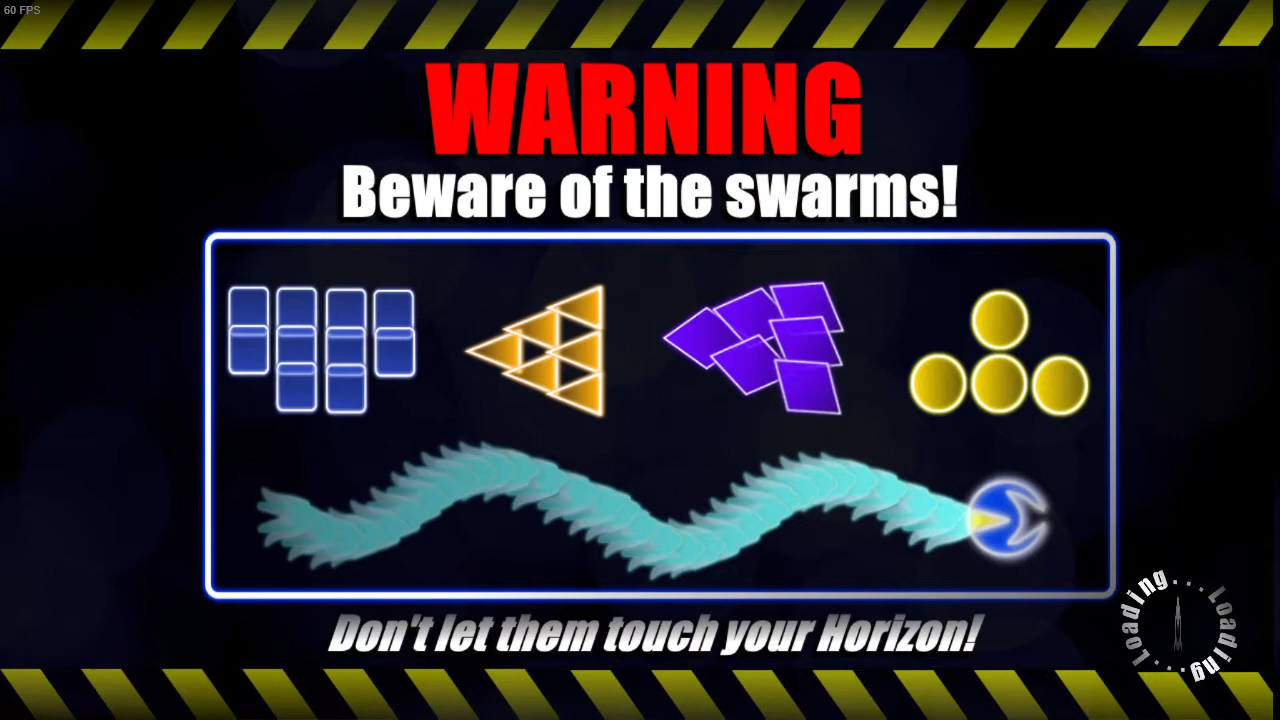 60 FPS
WARNING
Beware of the swarms!
Don't let them touch your Horizon!
Loading...
Loading...